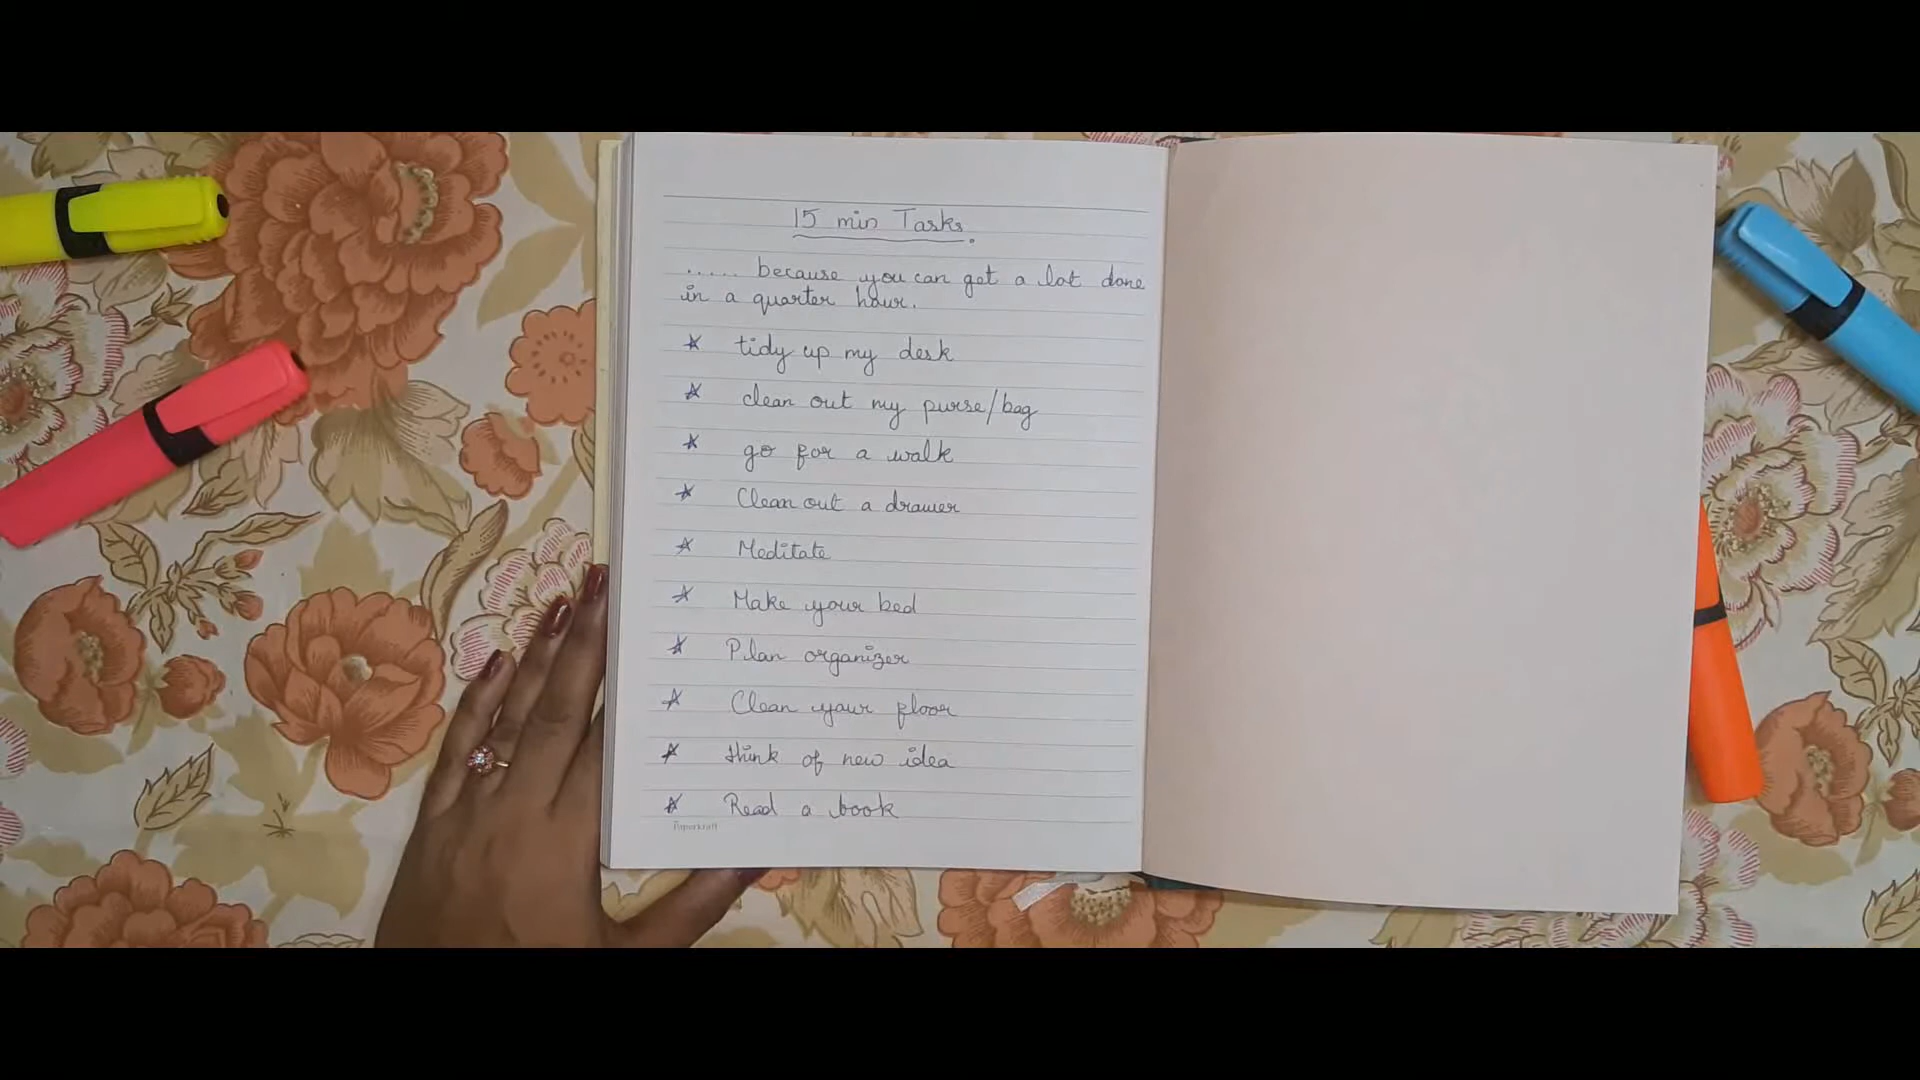 15 min Tasks.
..... because you can get a lot done
in a quarter hour.
tidy up my desk
clean out my purse/bag
go for a walk
Clean out a drawer
Meditate
Make your bed
Plan organizer
Clean your floor
think of new idea
Read a book
Paperkraft